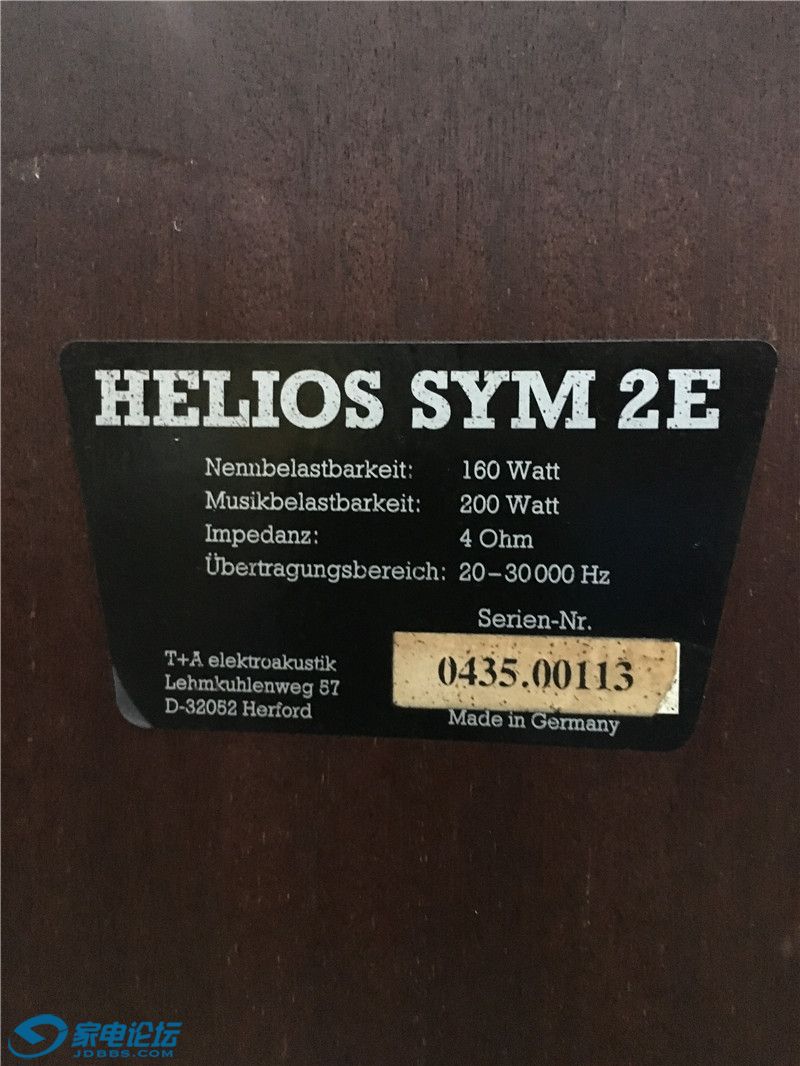 HELIOS SYM 2E
Nennbelastbarkeit: 160 Watt
Musikbelastbarkeit: 200 Watt
Impedanz: 4 Ohm
Übertragungsbereich: 20-30000 Hz
Serien-Nr.
0435.00113
T+A elektroakustik
Lehmkuhlenweg 57
D-32052 Herford
Made in Germany
家电论坛
JDBBS.COM